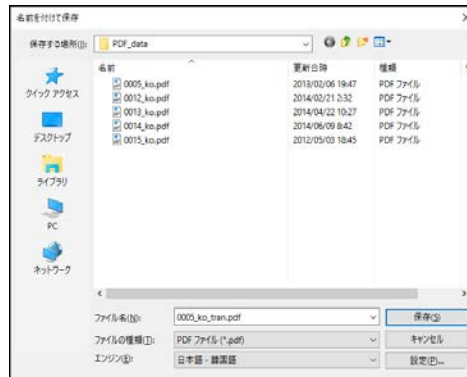 名前を付けて保存
保存する場所(I):
PDF_data
名前
更新日時
種類
0005_ko.pdf 2013/02/06 19:47 PDF ファイル
0012_ko.pdf 2014/02/21 2:32 PDF ファイル
0013_ko.pdf 2014/04/22 10:27 PDF ファイル
0014_ko.pdf 2014/06/09 8:42 PDF ファイル
0015_ko.pdf 2012/05/03 18:45 PDF ファイル
クイック アクセス
デスクトップ
ライブラリ
PC
ネットワーク
ファイル名(N): 0005_ko_tran.pdf 保存(S)
ファイルの種類(T): PDF ファイル (*.pdf) キャンセル
エンジン(E): 日本語 - 韓国語 設定(P)...